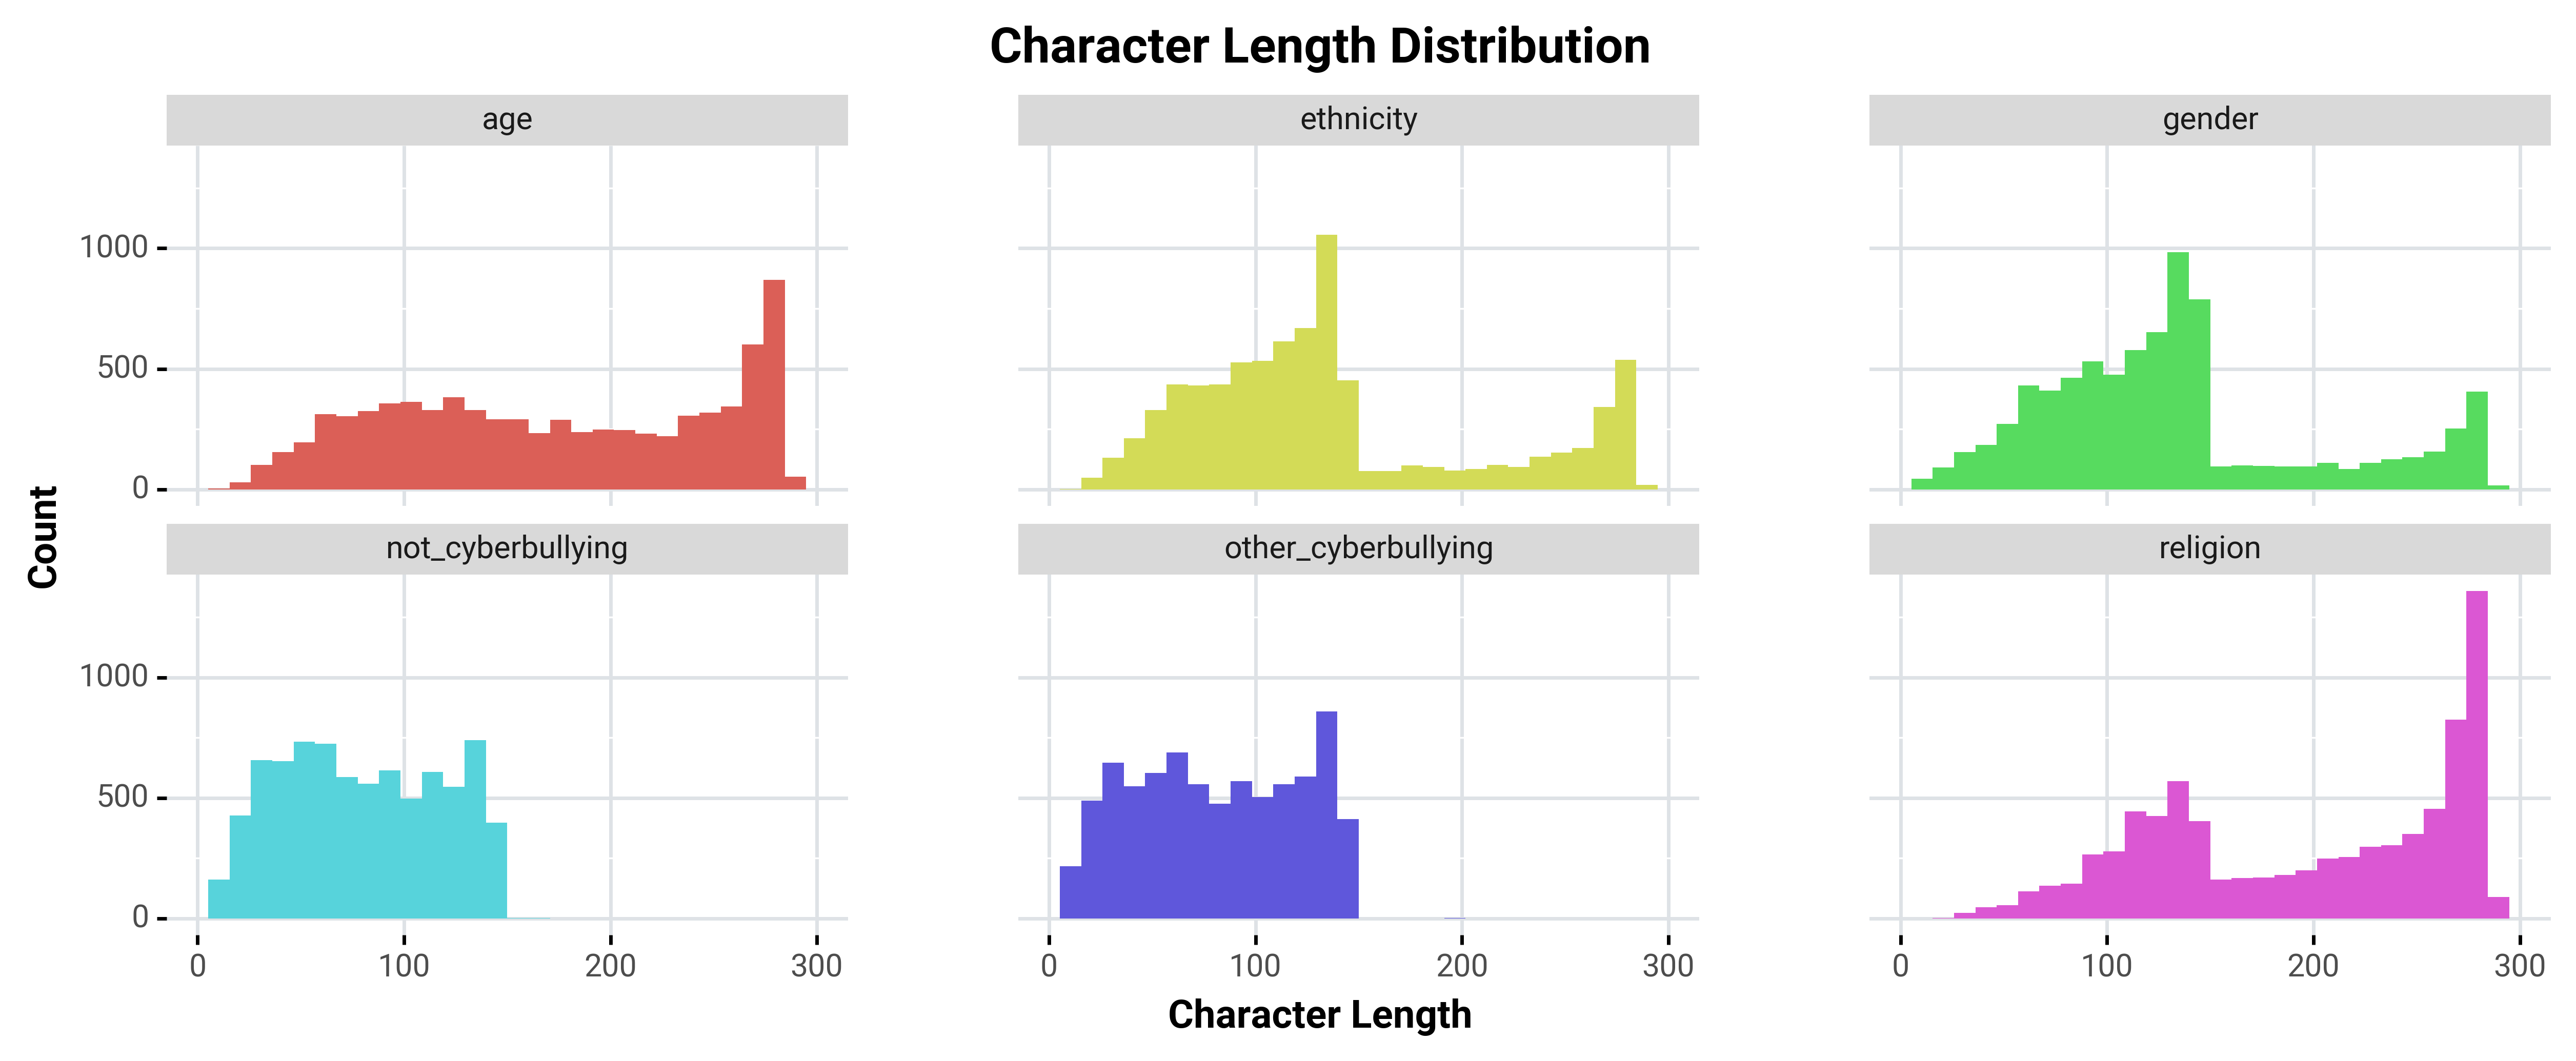 Character Length Distribution
age
ethnicity
gender
1000
500
0
Count
not_cyberbullying
other_cyberbullying
religion
1000
500
0
0 100 200 300
0 100 200 300
0 100 200 300
Character Length